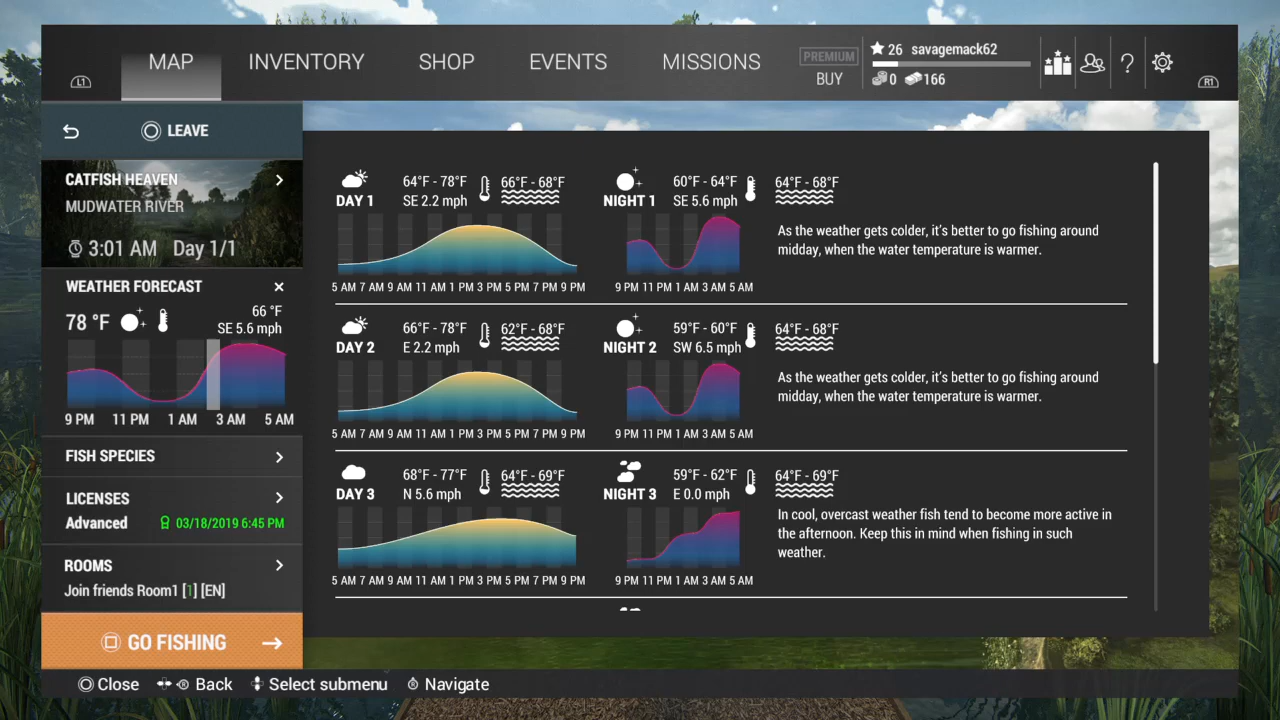 MAP
INVENTORY
SHOP
EVENTS
MISSIONS
PREMIUM
BUY
26 savagemack62
0 166
?
L1
R1
LEAVE
CATFISH HEAVEN
MUDWATER RIVER
3:01 AM Day 1/1
WEATHER FORECAST
78 °F
66 °F
SE 5.6 mph
9 PM 11 PM 1 AM 3 AM 5 AM
FISH SPECIES
LICENSES
Advanced 03/18/2019 6:45 PM
ROOMS
Join friends Room1 [1] [EN]
GO FISHING
DAY 1
64°F - 78°F
SE 2.2 mph
66°F - 68°F
5 AM 7 AM 9 AM 11 AM 1 PM 3 PM 5 PM 7 PM 9 PM
NIGHT 1
60°F - 64°F
SE 5.6 mph
64°F - 68°F
9 PM 11 PM 1 AM 3 AM 5 AM
As the weather gets colder, it's better to go fishing around
midday, when the water temperature is warmer.
DAY 2
66°F - 78°F
E 2.2 mph
62°F - 68°F
5 AM 7 AM 9 AM 11 AM 1 PM 3 PM 5 PM 7 PM 9 PM
NIGHT 2
59°F - 60°F
SW 6.5 mph
64°F - 68°F
9 PM 11 PM 1 AM 3 AM 5 AM
As the weather gets colder, it's better to go fishing around
midday, when the water temperature is warmer.
DAY 3
68°F - 77°F
N 5.6 mph
64°F - 69°F
5 AM 7 AM 9 AM 11 AM 1 PM 3 PM 5 PM 7 PM 9 PM
NIGHT 3
59°F - 62°F
E 0.0 mph
64°F - 69°F
9 PM 11 PM 1 AM 3 AM 5 AM
In cool, overcast weather fish tend to become more active in
the afternoon. Keep this in mind when fishing in such
weather.
Close Back Select submenu Navigate